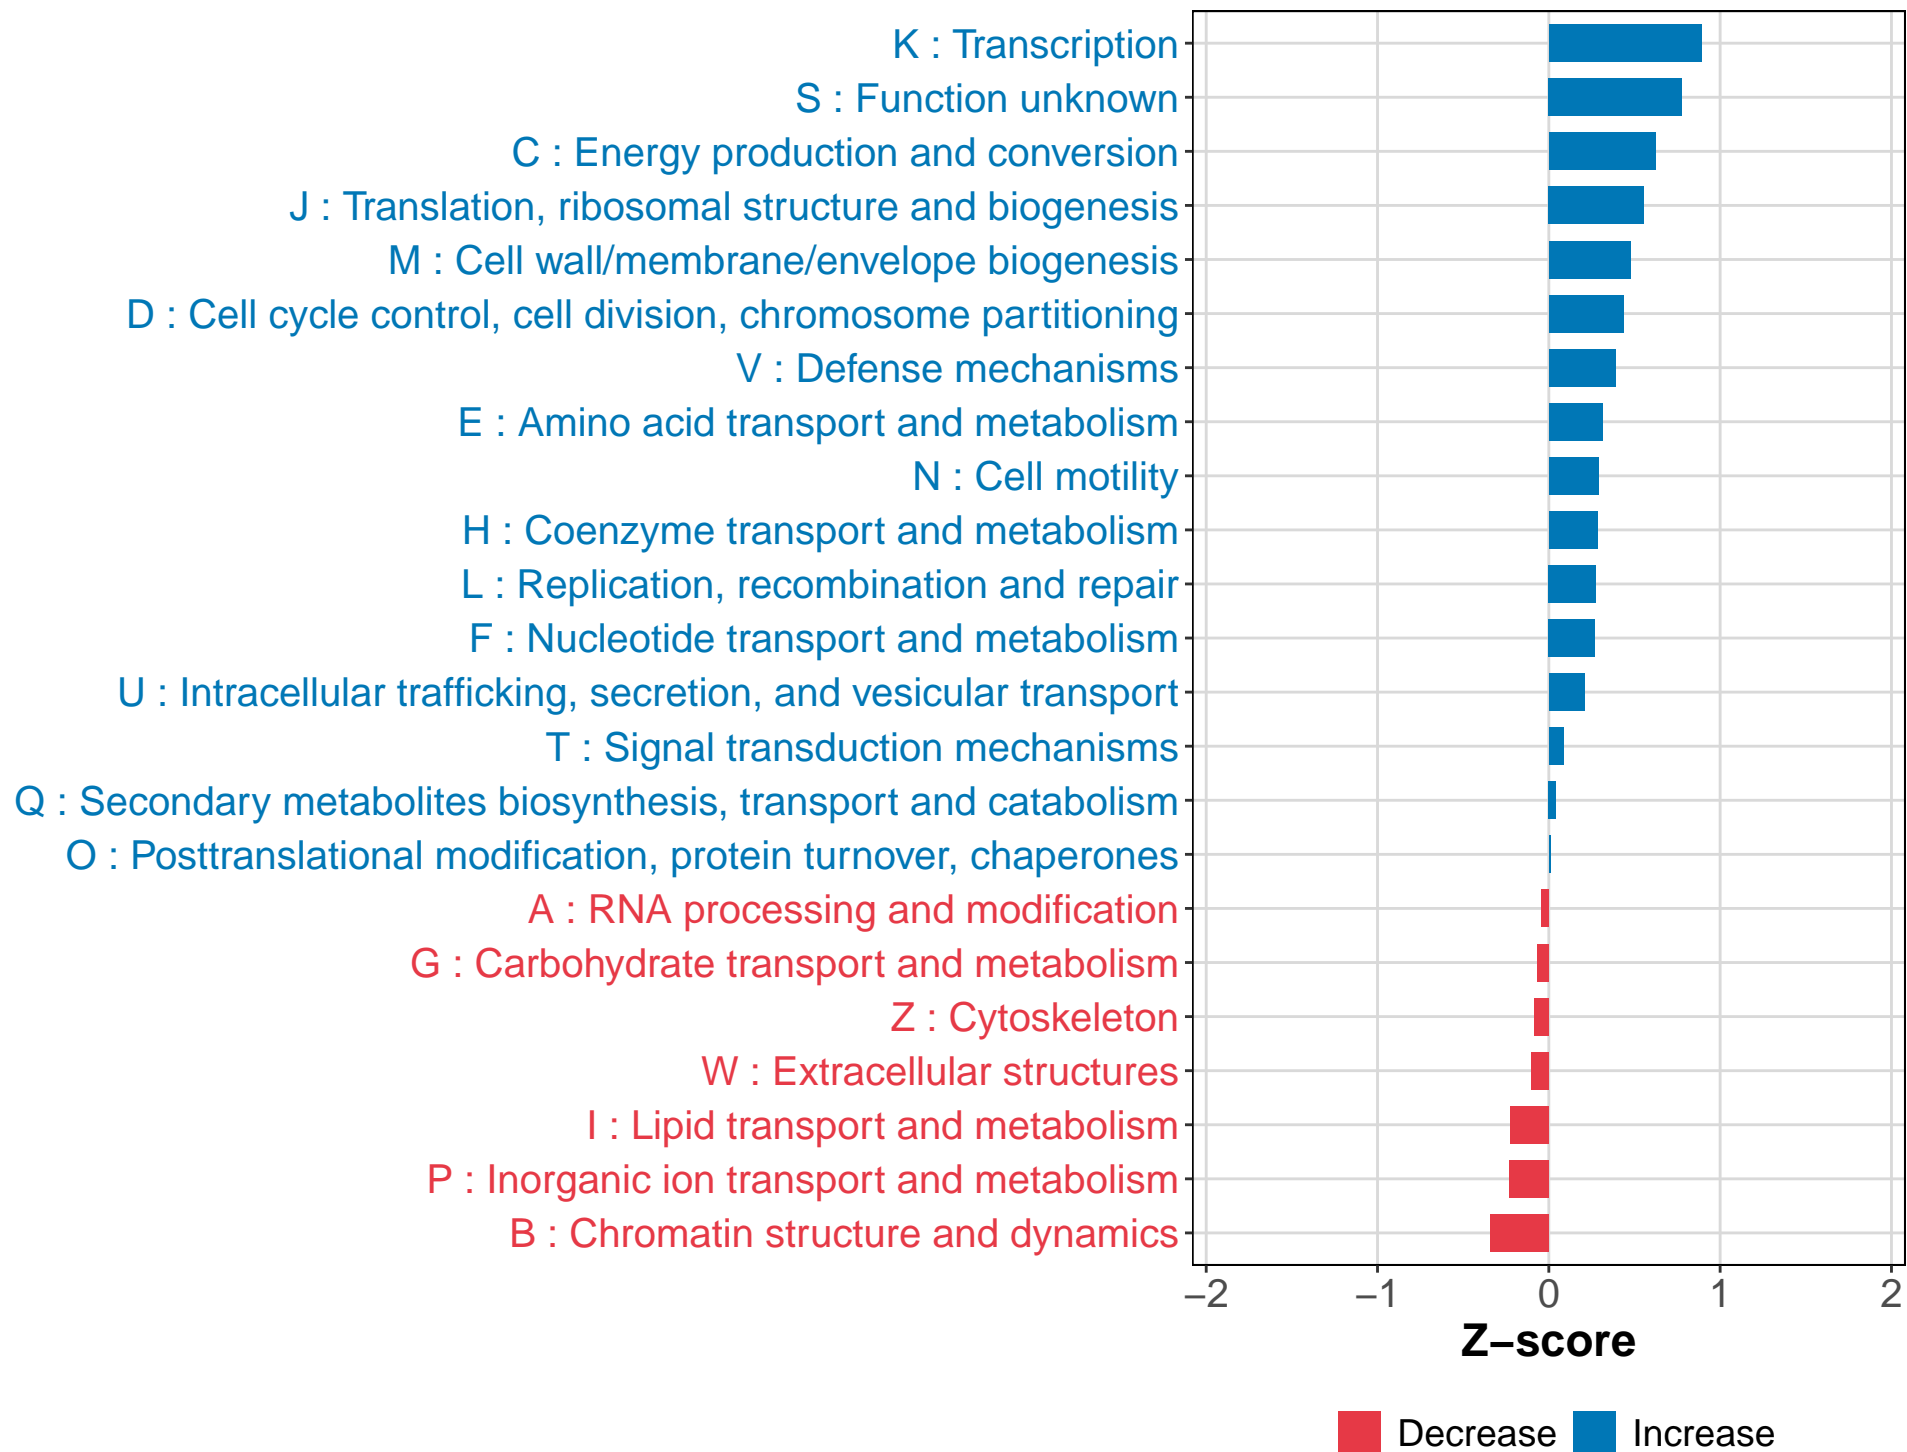 K : Transcription
S : Function unknown
C : Energy production and conversion
J : Translation, ribosomal structure and biogenesis
M : Cell wall/membrane/envelope biogenesis
D : Cell cycle control, cell division, chromosome partitioning
V : Defense mechanisms
E : Amino acid transport and metabolism
N : Cell motility
H : Coenzyme transport and metabolism
L : Replication, recombination and repair
F : Nucleotide transport and metabolism
U : Intracellular trafficking, secretion, and vesicular transport
T : Signal transduction mechanisms
Q : Secondary metabolites biosynthesis, transport and catabolism
O : Posttranslational modification, protein turnover, chaperones
A : RNA processing and modification
G : Carbohydrate transport and metabolism
Z : Cytoskeleton
W : Extracellular structures
I : Lipid transport and metabolism
P : Inorganic ion transport and metabolism
B : Chromatin structure and dynamics
−2 −1 0 1 2
Z−score
Decrease Increase